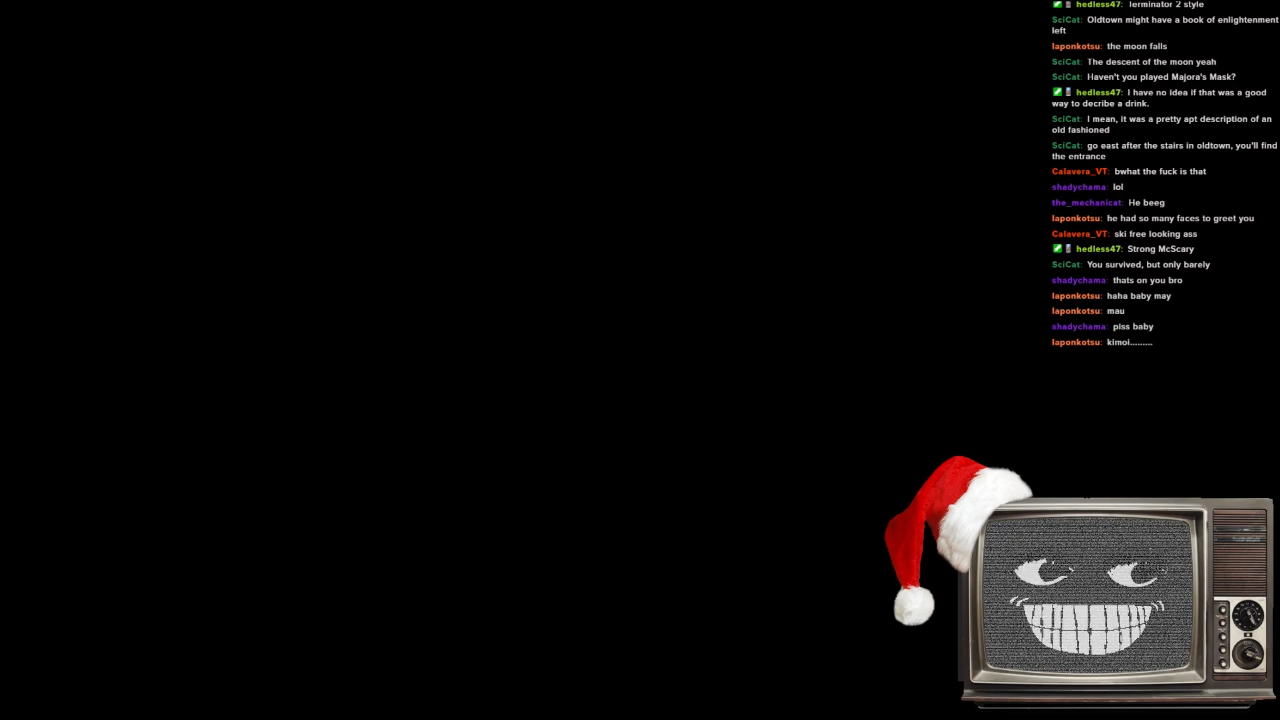 hedless47: Terminator 2 style
SciCat: Oldtown might have a book of enlightenment
left
laponkotsu: the moon falls
SciCat: The descent of the moon yeah
SciCat: Haven't you played Majora's Mask?
hedless47: I have no idea if that was a good
way to decribe a drink.
SciCat: I mean, it was a pretty apt description of an
old fashioned
SciCat: go east after the stairs in oldtown, you'll find
the entrance
Calavera_VT: bwhat the fuck is that
shadychama: lol
the_mechanicat: He beeg
laponkotsu: he had so many faces to greet you
Calavera_VT: ski free looking ass
hedless47: Strong McScary
SciCat: You survived, but only barely
shadychama: thats on you bro
laponkotsu: haha baby may
laponkotsu: mau
shadychama: piss baby
laponkotsu: kimoi.........